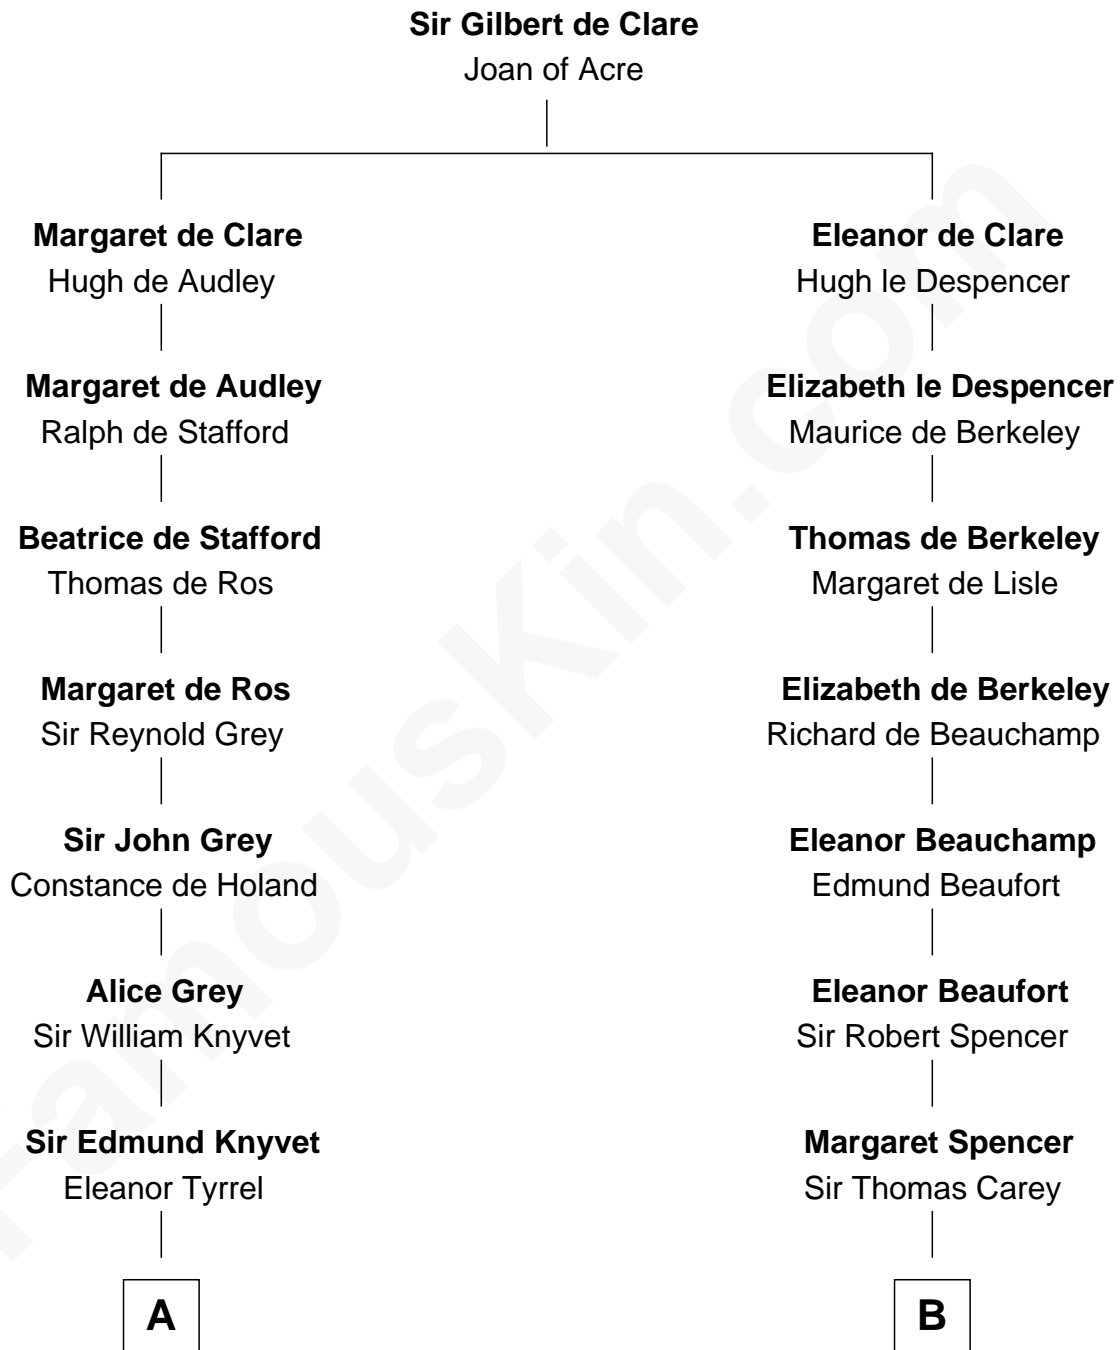 Sir Gilbert de Clare
Joan of Acre
Margaret de Clare
Hugh de Audley
Eleanor de Clare
Hugh le Despencer
Margaret de Audley
Ralph de Stafford
Elizabeth le Despencer
Maurice de Berkeley
Beatrice de Stafford
Thomas de Ros
Thomas de Berkeley
Margaret de Lisle
Margaret de Ros
Sir Reynold Grey
Elizabeth de Berkeley
Richard de Beauchamp
Sir John Grey
Constance de Holand
Eleanor Beauchamp
Edmund Beaufort
Alice Grey
Sir William Knyvet
Eleanor Beaufort
Sir Robert Spencer
Sir Edmund Knyvet
Eleanor Tyrrel
Margaret Spencer
Sir Thomas Carey
A
B
FamousKin.com